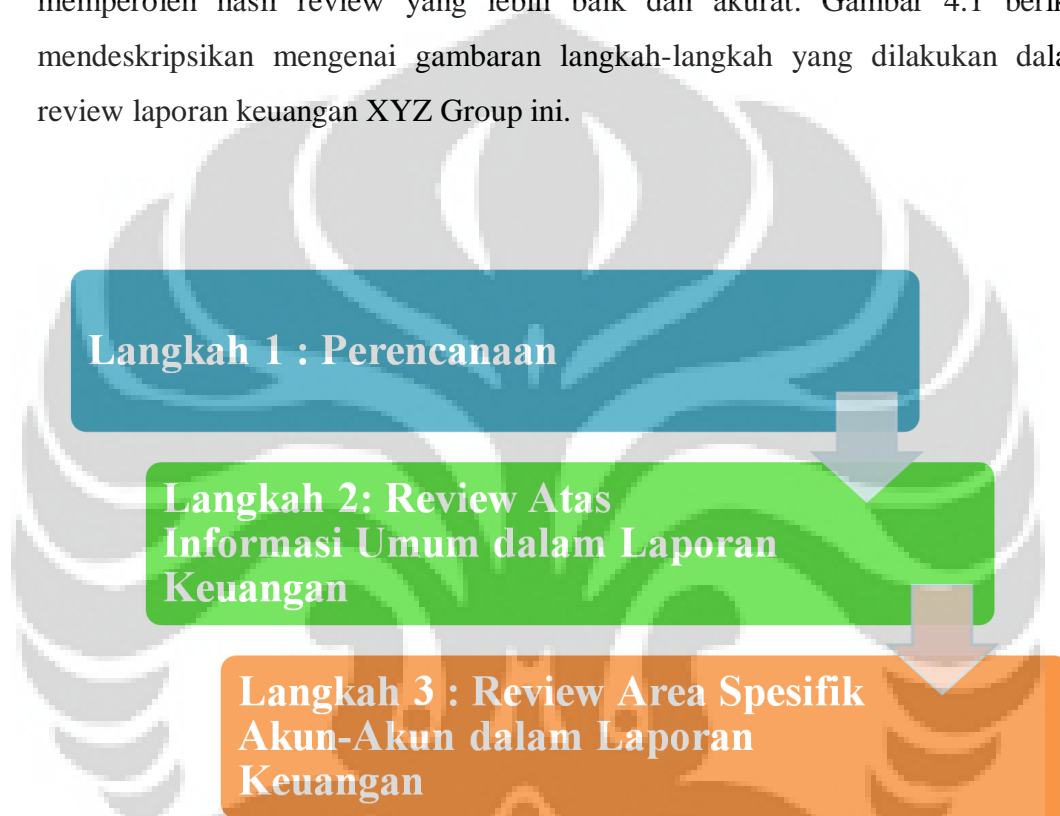 memperoleh hasil review yang lebih baik dan akurat. Gambar 4.1
mendeskripsikan mengenai gambaran langkah-langkah yang dilakukan
review laporan keuangan XYZ Group ini.
Langkah 1 : Perencanaan
Langkah 2: Review Atas
Informasi Umum dalam Laporan
Keuangan
Langkah 3 : Review Area Spesifik
Akun-Akun dalam Laporan
Keuangan